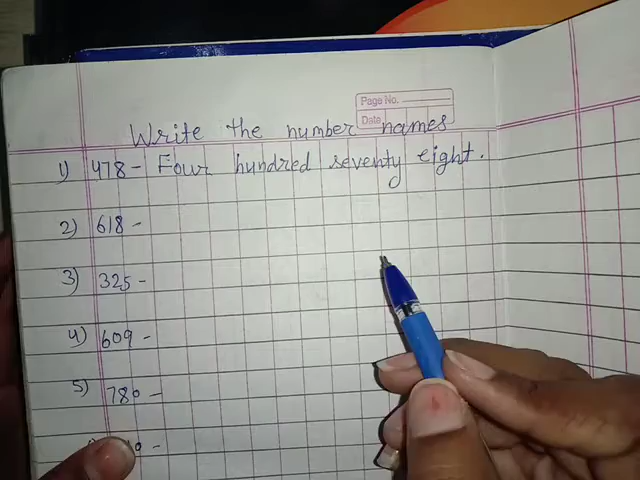 Page No.
Date
Write the number names
1) 478 - Four hundred seventy eight.
2) 618 -
3) 325 -
4) 609 -
5) 780 -